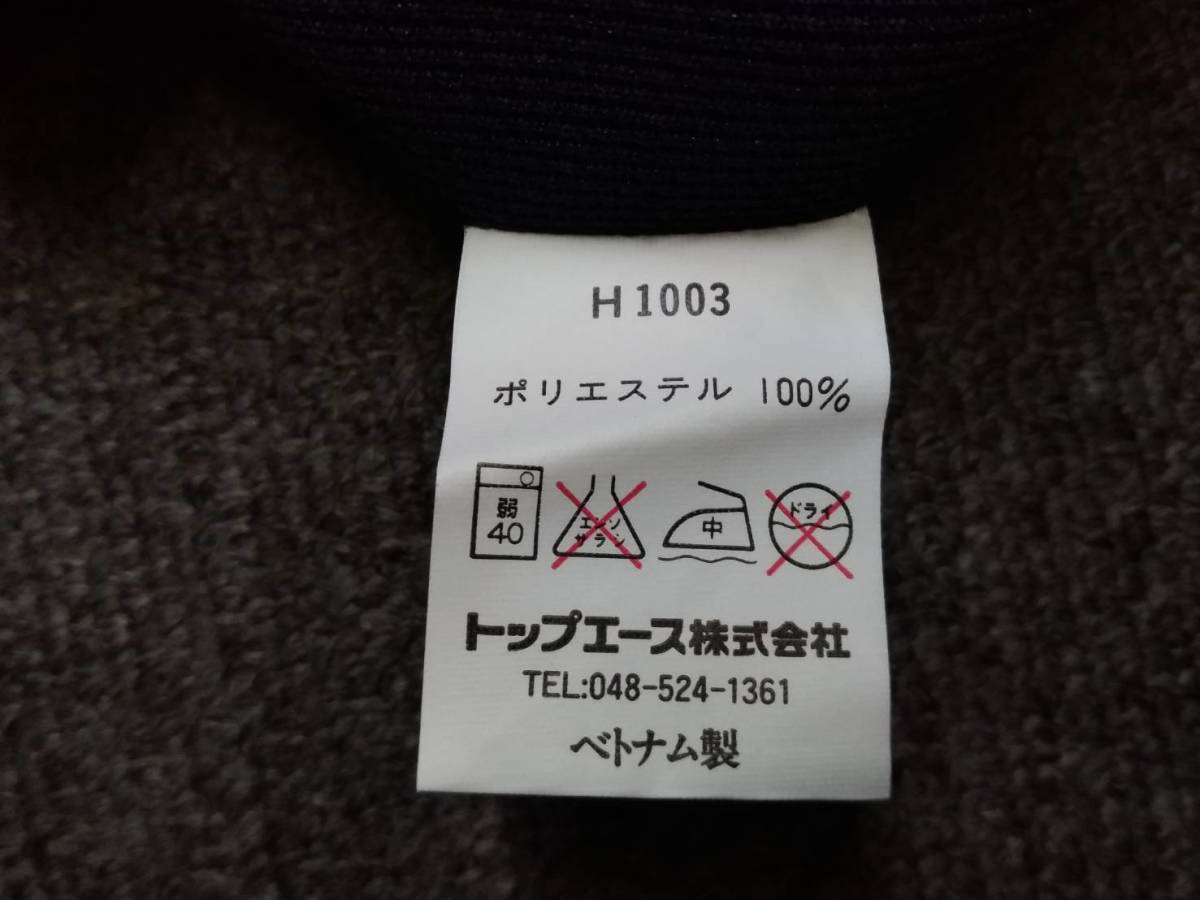 H1003
ポリエステル 100%
弱 40
エンソ サラシ
中
ドライ
トップエース株式会社
TEL:048-524-1361
ベトナム製